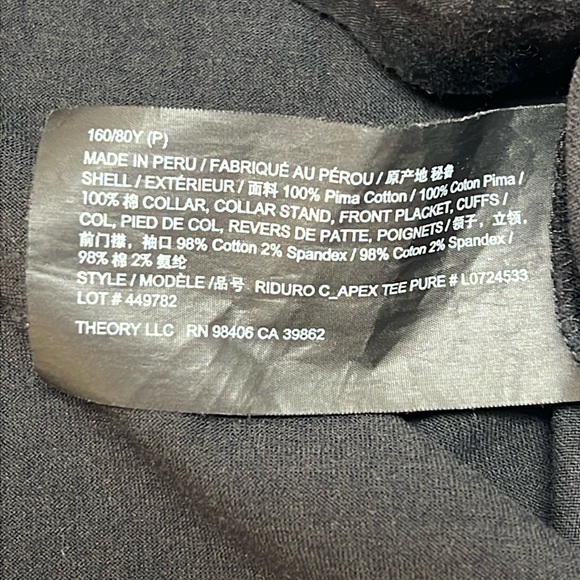 160/80Y (P)
MADE IN PERU / FABRIQUÉ AU PÉROU / 原产地 秘鲁
SHELL / EXTÉRIEUR / 面料 100% Pima Cotton / 100% Coton Pima /
100% 棉 COLLAR, COLLAR STAND, FRONT PLACKET, CUFFS /
COL, PIED DE COL, REVERS DE PATTE, POIGNETS / 领子, 立领,
前门襟, 袖口 98% Cotton 2% Spandex / 98% Coton 2% Spandex /
98% 棉 2% 氨纶
STYLE / MODÈLE /品号 RIDURO C_APEX TEE PURE # L0724533
LOT # 449782
THEORY LLC RN 98406 CA 39862